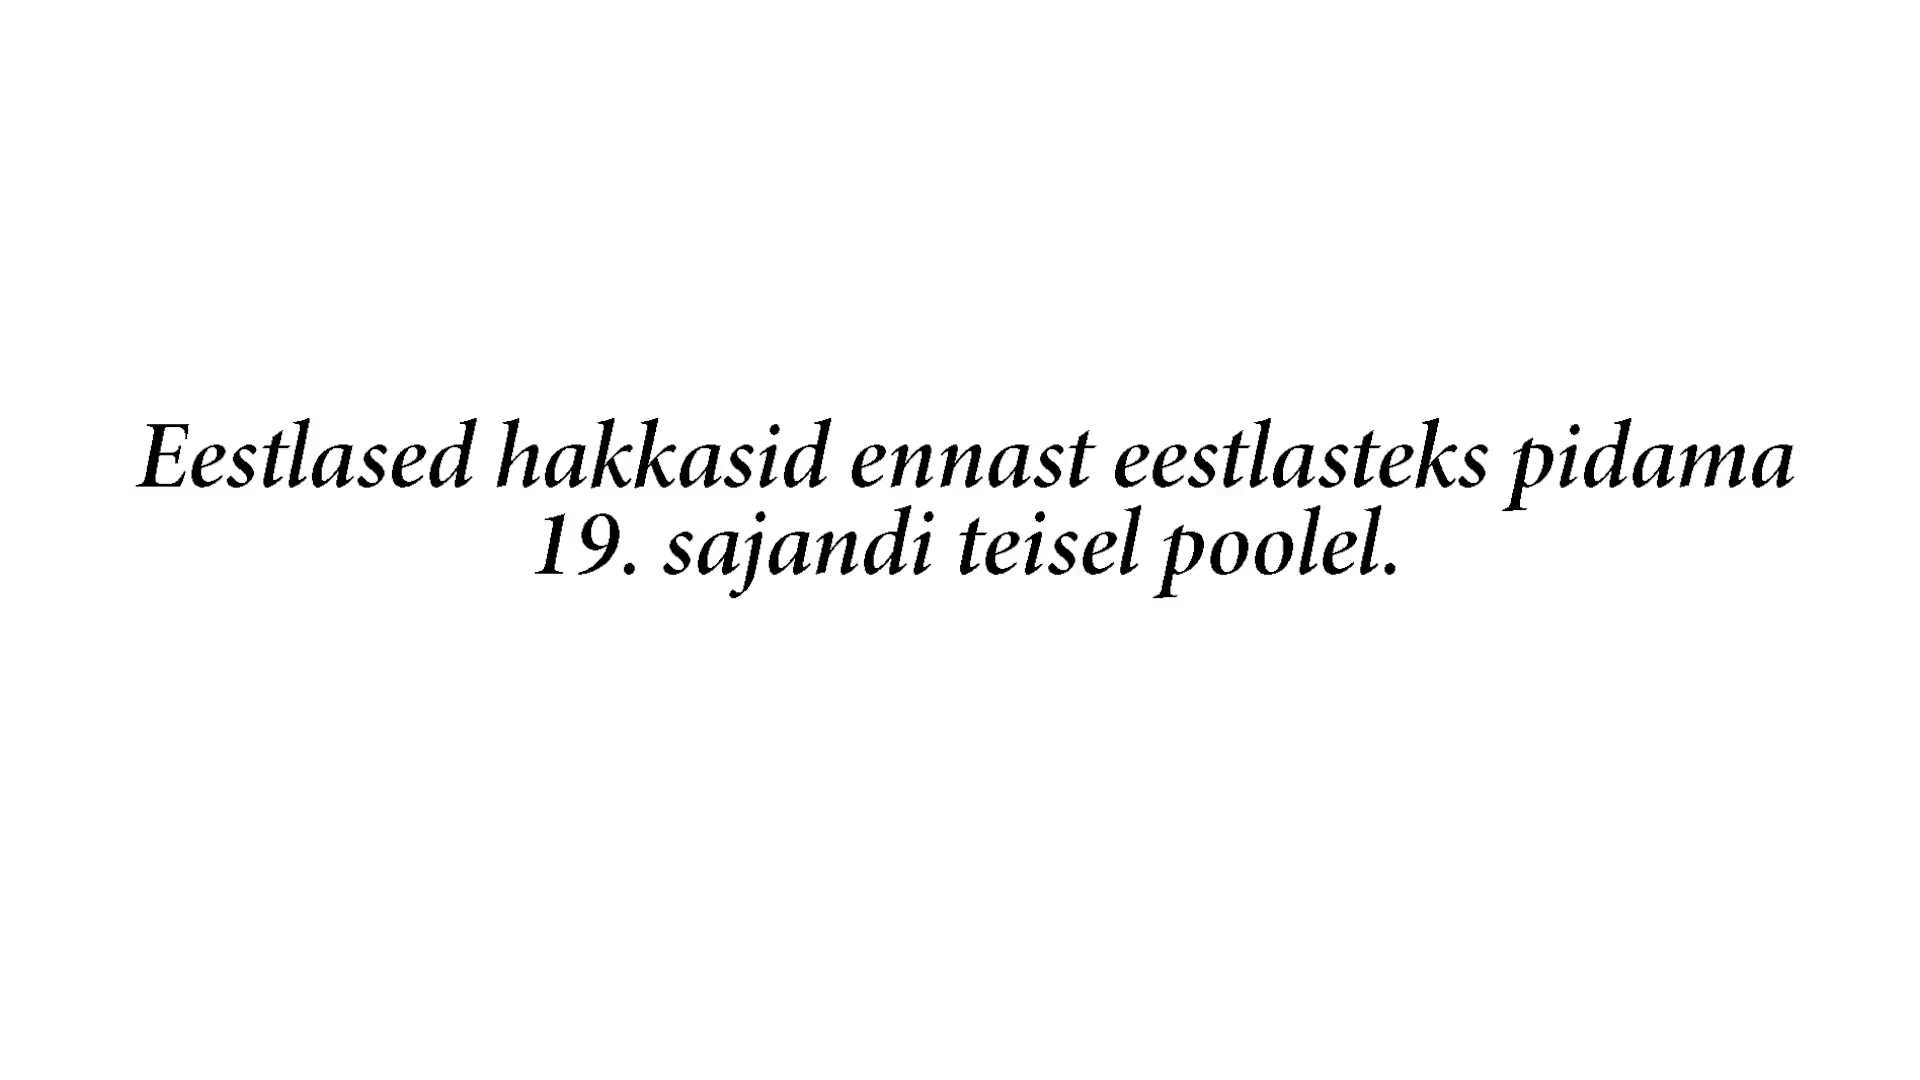 Eestlased hakkasid ennast eestlasteks pidama
19. sajandi teisel poolel.